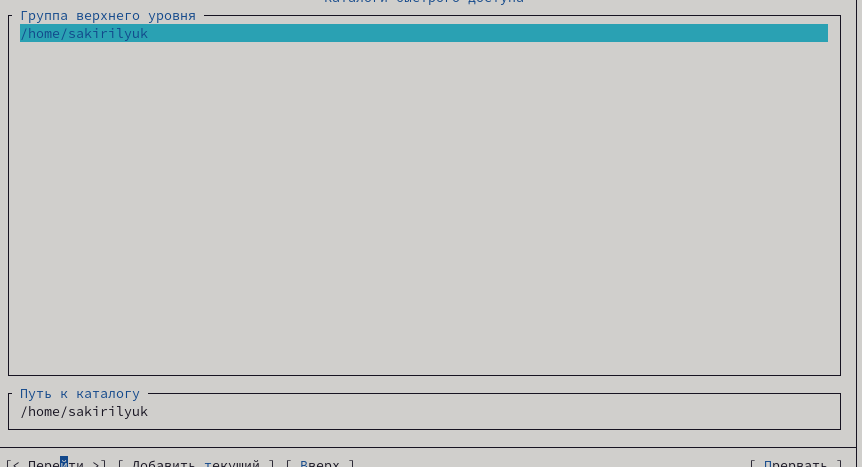 Каталоги быстрого доступа
Группа верхнего уровня
/home/sakirilyuk
Путь к каталогу
/home/sakirilyuk
[< Перейти >] [ Добавить текущий ] [ Вверх ] [ Прервать ]